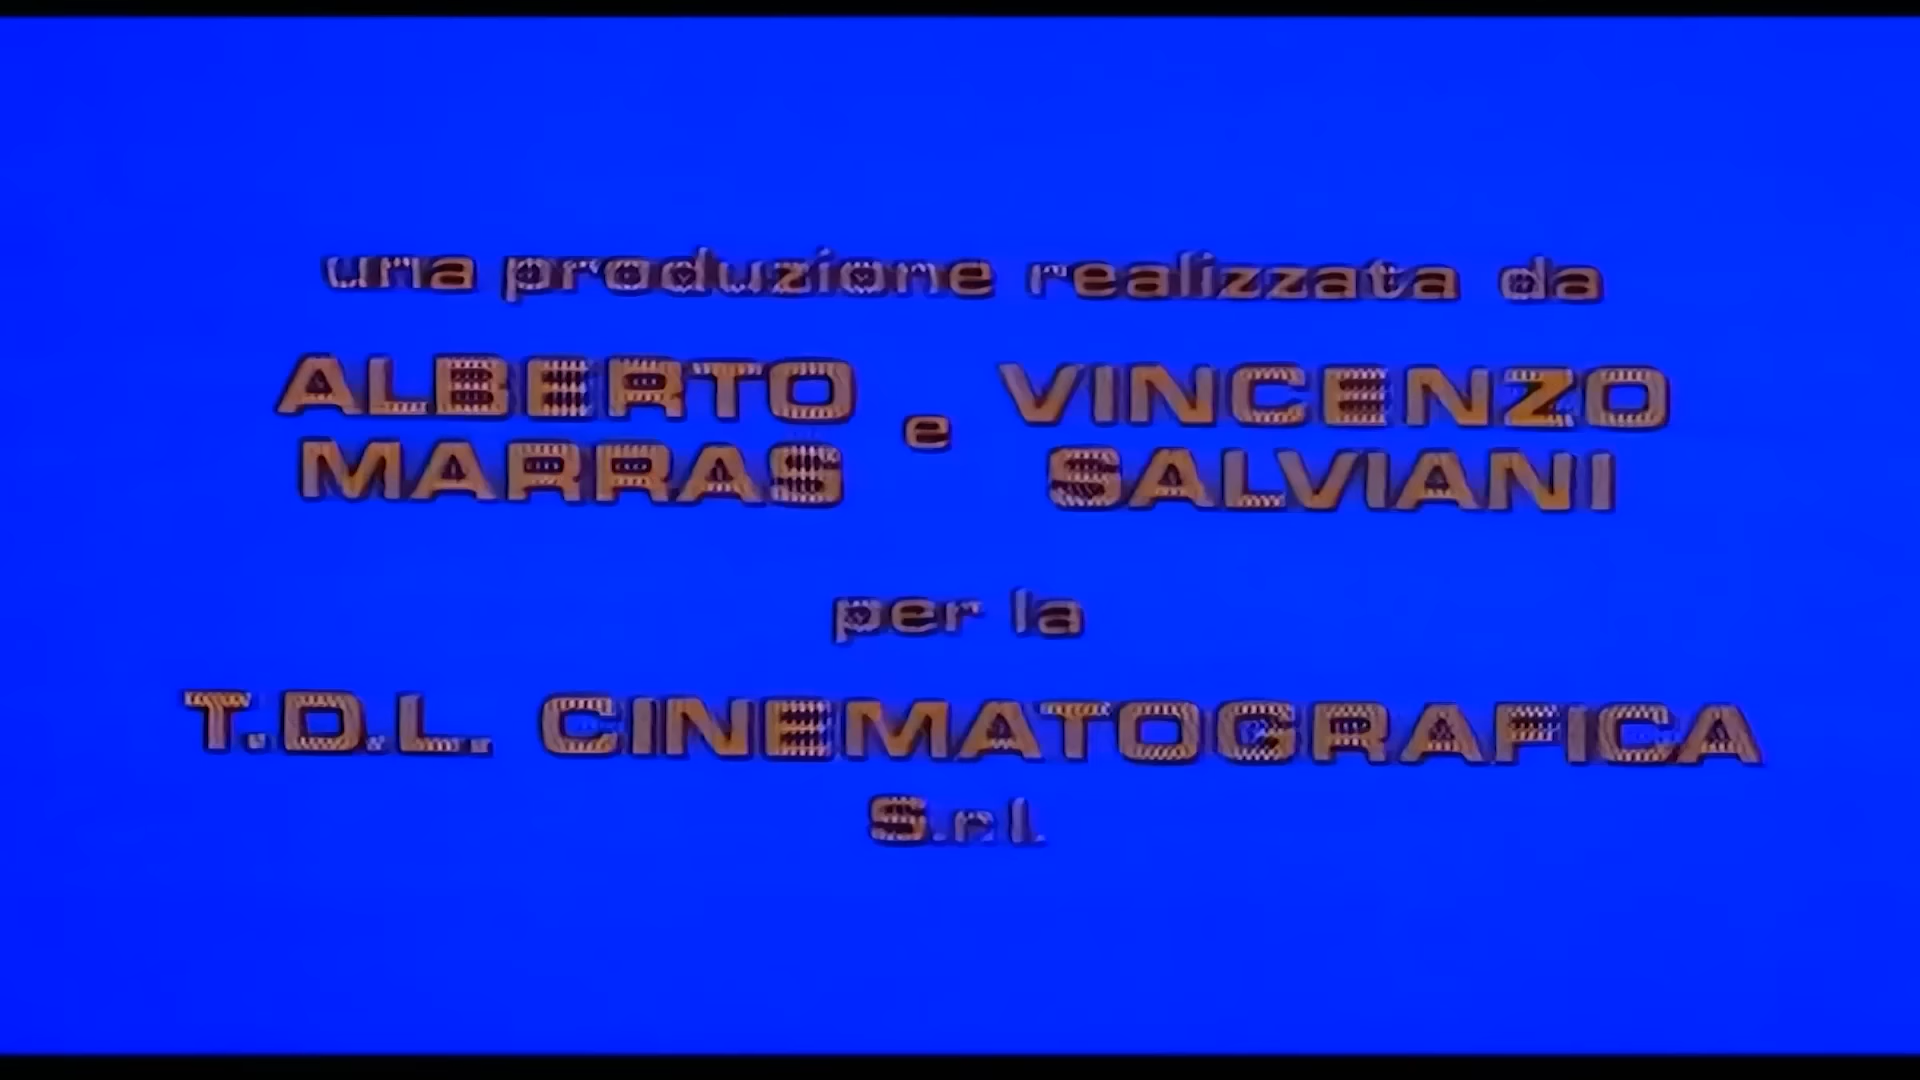 una produzione realizzata da
ALBERTO MARRAS e VINCENZO SALVIANI
per la
T.D.L. CINEMATOGRAFICA
S.r.l.